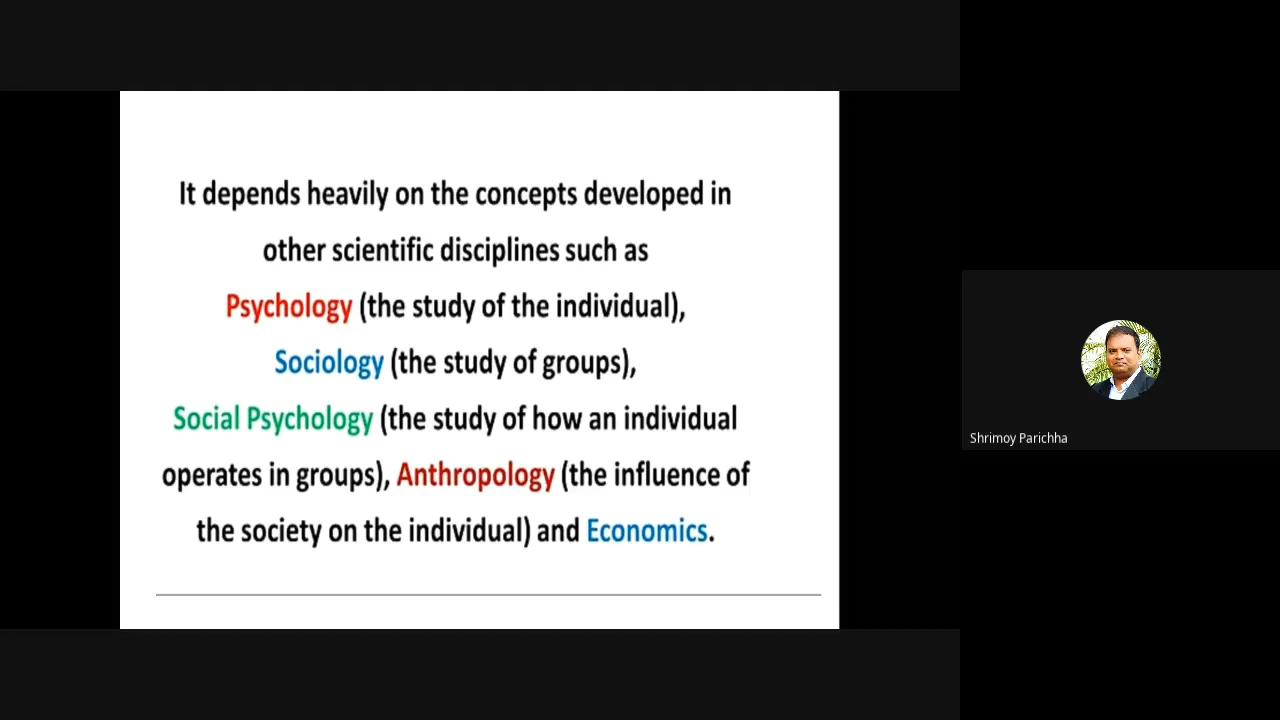 It depends heavily on the concepts developed in
other scientific disciplines such as
Psychology (the study of the individual),
Sociology (the study of groups),
Social Psychology (the study of how an individual
operates in groups), Anthropology (the influence of
the society on the individual) and Economics.
Shrimoy Parichha